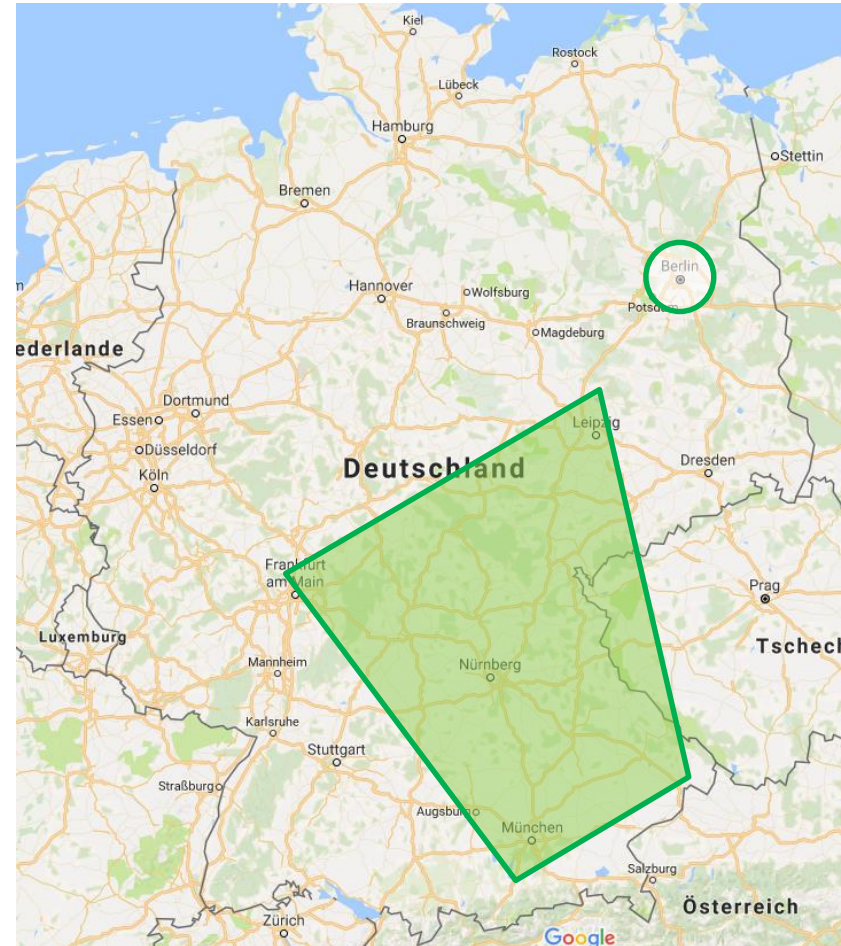 Kiel
Rostock
Lübeck
Hamburg
Stettin
Bremen
Berlin
Hannover
Wolfsburg
Potsdam
Braunschweig
Magdeburg
ederlande
Dortmund
Essen
Leipzig
Düsseldorf
Deutschland
Dresden
Köln
Frankfurt
am Main
Prag
Luxemburg
Tschech
Mannheim
Nürnberg
Karlsruhe
Stuttgart
Straßburg
Augsburg
München
Salzburg
Österreich
Zürich
Google